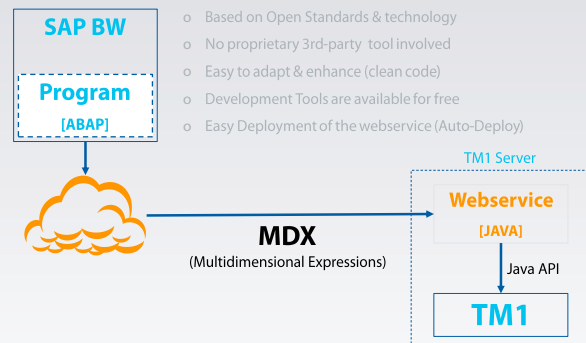 SAP BW
Program
[ABAP]
o Based on Open Standards & technology
o No proprietary 3rd-party tool involved
o Easy to adapt & enhance (clean code)
o Development Tools are available for free
o Easy Deployment of the webservice (Auto-Deploy)
TM1 Server
Webservice
[JAVA]
MDX
(Multidimensional Expressions)
Java API
TM1